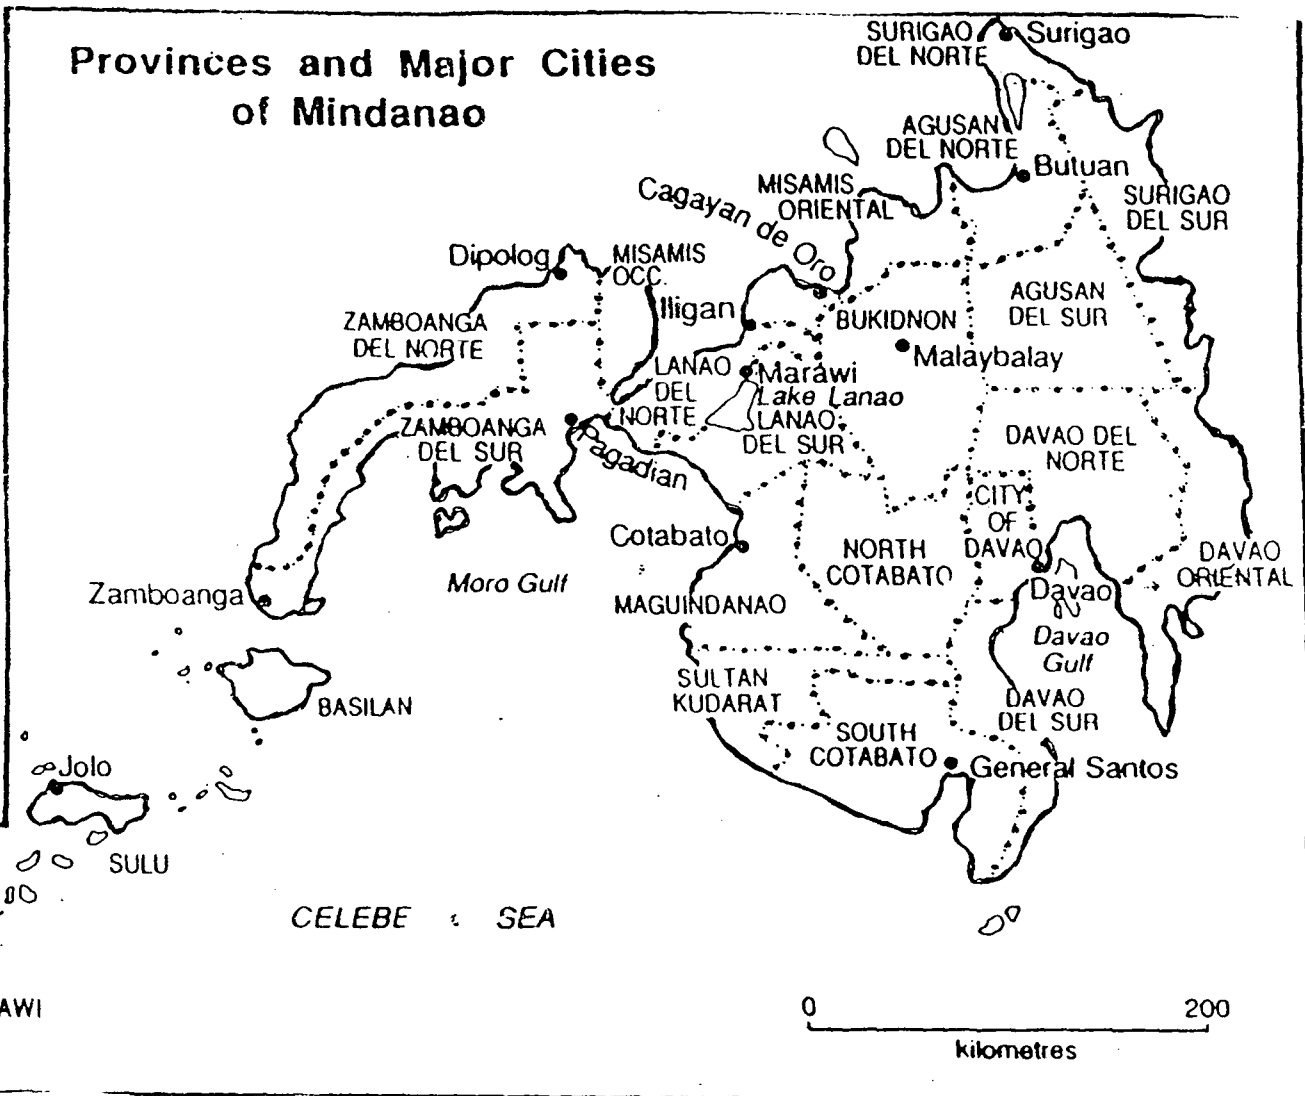 Provinces and Major Cities
of Mindanao
SURIGAO
DEL NORTE
Surigao
AGUSAN
DEL NORTE
Butuan
MISAMIS
ORIENTAL
Cagayan de Oro
SURIGAO
DEL SUR
Dipolog
MISAMIS
OCC.
Iligan
ZAMBOANGA
DEL NORTE
BUKIDNON
Malaybalay
AGUSAN
DEL SUR
LANAO
DEL
NORTE
Marawi
Lake Lanao
LANAO
DEL SUR
ZAMBOANGA
DEL SUR
Pagadian
DAVAO DEL
NORTE
CITY
OF
DAVAO
Cotabato
NORTH
COTABATO
DAVAO
ORIENTAL
Zamboanga
Moro Gulf
MAGUINDANAO
Davao
Davao
Gulf
SULTAN
KUDARAT
BASILAN
DAVAO
DEL SUR
SOUTH
COTABATO
General Santos
Jolo
SULU
CELEBE SEA
AWI
0 200
kilometres